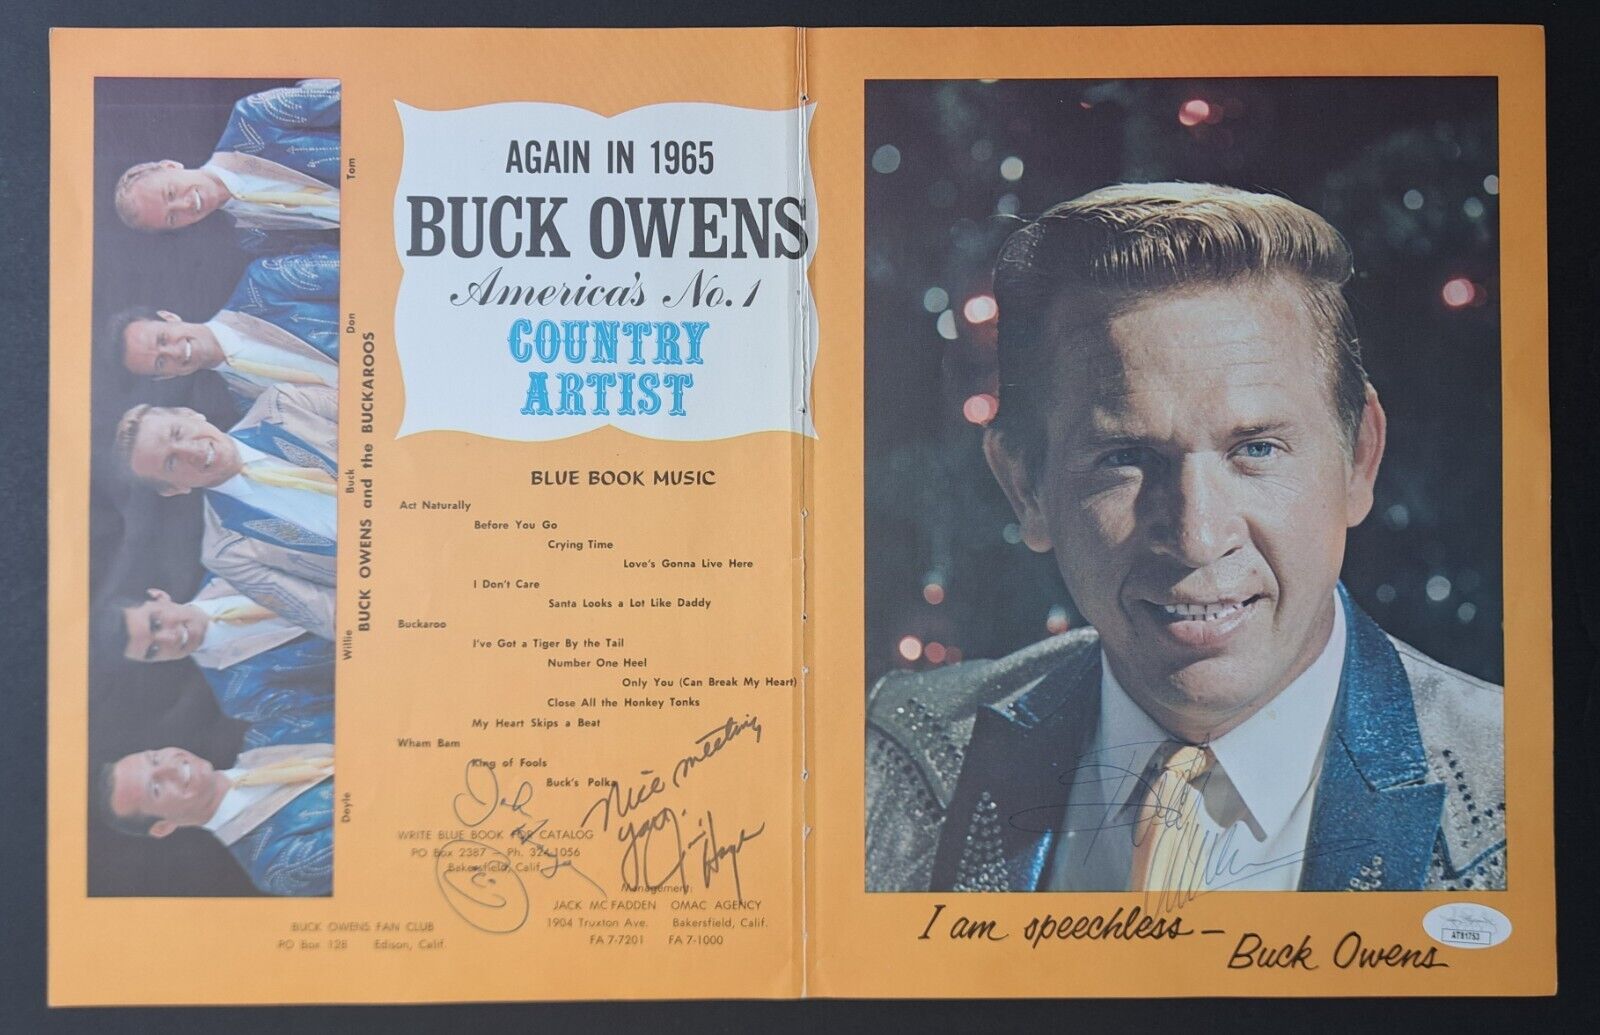 Tom
Don
Buck
Willie
Doyle
BUCK OWENS and the BUCKAROOS
AGAIN IN 1965
BUCK OWENS
America's No. 1
COUNTRY
ARTIST
BLUE BOOK MUSIC
Act Naturally
Before You Go
Crying Time
Love's Gonna Live Here
I Don't Care
Santa Looks a Lot Like Daddy
Buckaroo
I've Got a Tiger By the Tail
Number One Heel
Only You (Can Break My Heart)
Close All the Honkey Tonks
My Heart Skips a Beat
Wham Bam
King of Fools
Buck's Polka
Nice meeting
you.
WRITE BLUE BOOK FOR CATALOG
PO Box 2387 – Ph. 324-1056
Bakersfield, Calif.
Management:
JACK MC FADDEN OMAC AGENCY
1904 Truxton Ave. Bakersfield, Calif.
FA 7-7201 FA 7-1000
BUCK OWENS FAN CLUB
PO Box 128 Edison, Calif.
I am speechless –
Buck Owens
AT81753